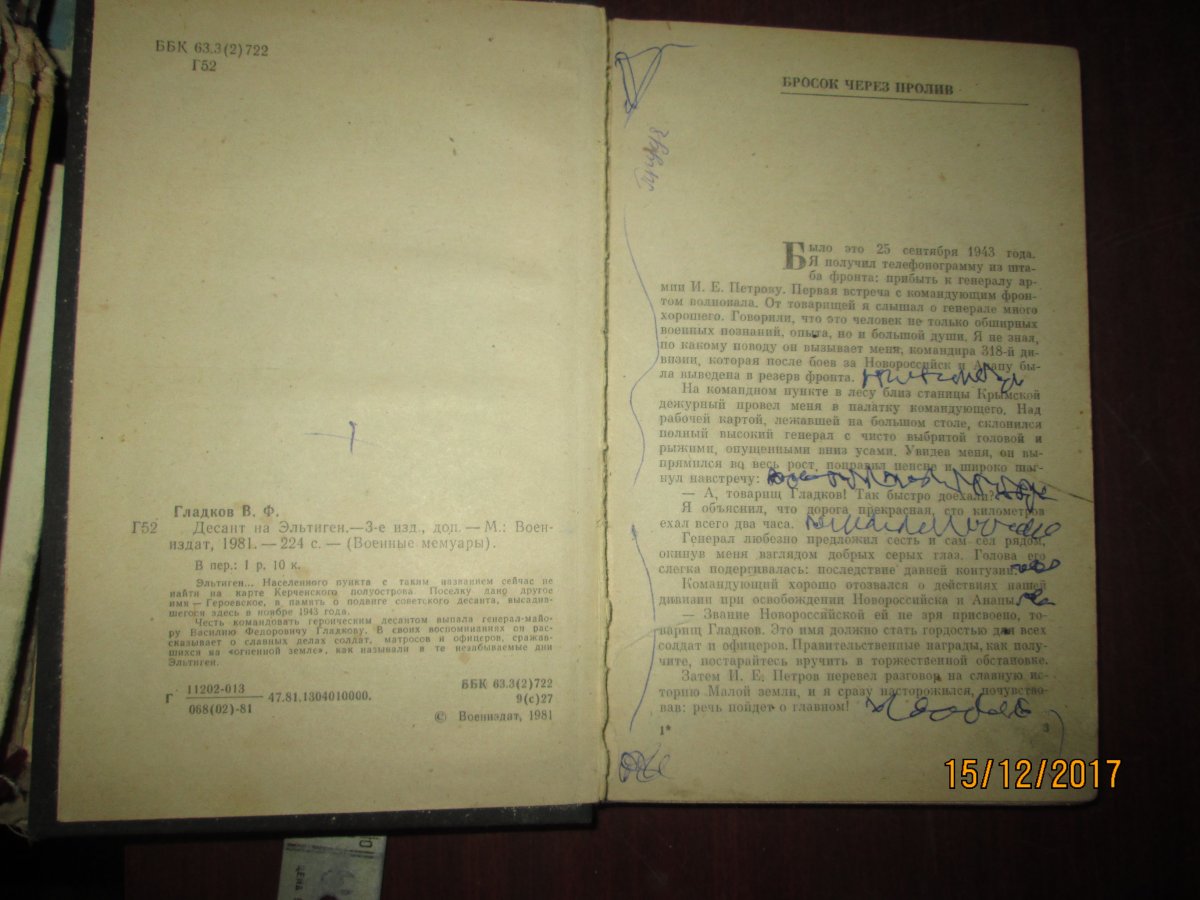 ББК 63.3(2)722
Г52
Гладков В. Ф.
Г52 Десант на Эльтиген.—3-е изд., доп.—М.: Воен-
издат, 1981.—224 с.— (Военные мемуары).
В пер.: 1 р. 10 к.
Эльтиген... Населенного пункта с таким названием сейчас не
найти на карте Керченского полуострова. Поселку дано другое
имя — Героевское, в память о подвиге советского десанта, высадив-
шегося здесь в ноябре 1943 года.
Честь командовать героическим десантом выпала генерал-майо-
ру Василию Федоровичу Гладкову. В своих воспоминаниях он рас-
сказывает о славных делах солдат, матросов и офицеров, сражав-
шихся на «огненной земле», как называли в те незабываемые дни
Эльтиген.
Г 11202-013
068(02)-81 47.81.1304010000.
ББК 63.3(2)722
9(с)27
© Воениздат, 1981
БРОСОК ЧЕРЕЗ ПРОЛИВ
Было это 25 сентября 1943 года.
Я получил телефонограмму из шта-
ба фронта: прибыть к генералу ар-
мии И. Е. Петрову. Первая встреча с командующим фрон-
том волновала. От товарищей я слышал о генерале много
хорошего. Говорили, что это человек не только обширных
военных познаний, опыта, но и большой души. Я не знал,
по какому поводу он вызывает меня, командира 318-й ди-
визии, которая после боев за Новороссийск и Анапу бы-
ла выведена в резерв фронта.
На командном пункте в лесу близ станицы Крымской
дежурный провел меня в палатку командующего. Над
рабочей картой, лежавшей на большом столе, склонился
полный высокий генерал с чисто выбритой головой и
рыжими, опущенными вниз усами. Увидев меня, он вы-
прямился во весь рост, поправил пенсне и широко шаг-
нул навстречу:
— А, товарищ Гладков! Так быстро доехали?
Я объяснил, что дорога прекрасная, сто километров
ехал всего два часа.
Генерал любезно предложил сесть и сам сел рядом,
окинув меня взглядом добрых серых глаз. Голова его
слегка подергивалась: последствие давней контузии.
Командующий хорошо отозвался о действиях нашей
дивизии при освобождении Новороссийска и Анапы.
— Звание Новороссийской ей не зря присвоено, то-
варищ Гладков. Это имя должно стать гордостью для всех
солдат и офицеров. Правительственные награды, как полу-
чите, постарайтесь вручить в торжественной обстановке.
Затем И. Е. Петров перевел разговор на славную ис-
торию Малой земли, и я сразу насторожился, почувство-
вав: речь пойдет о главном!
1* 3
15/12/2017